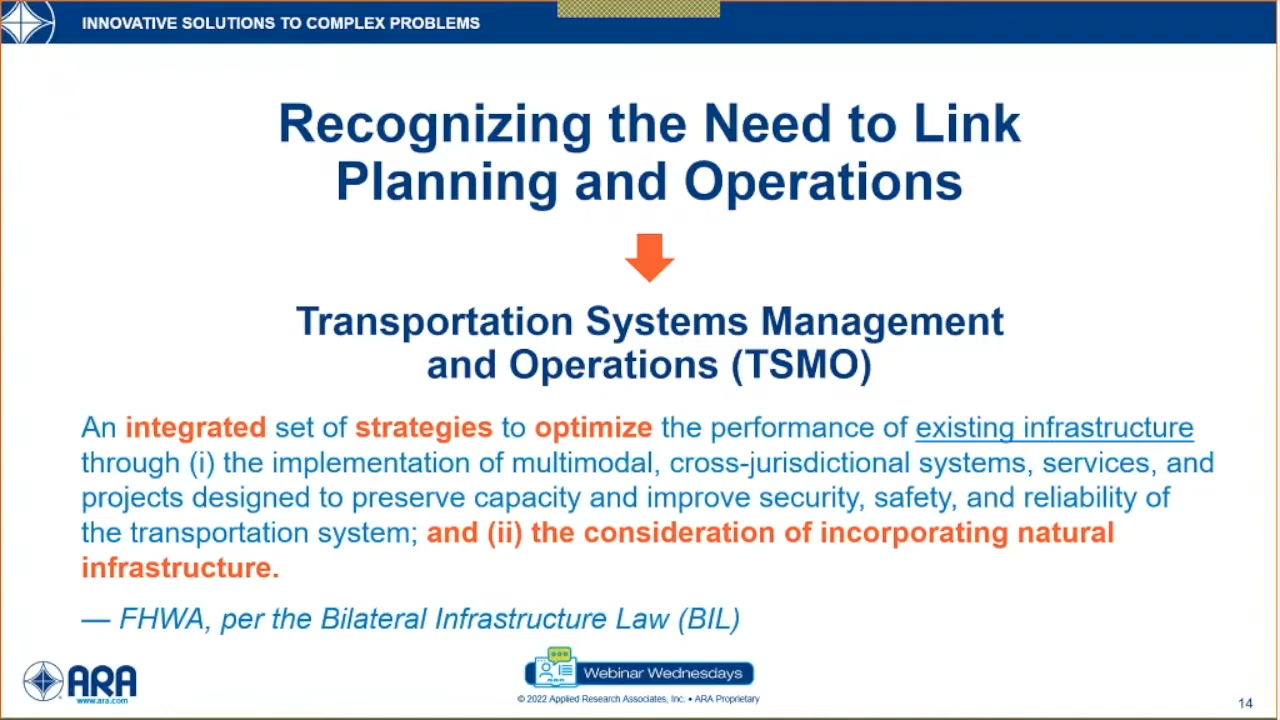 INNOVATIVE SOLUTIONS TO COMPLEX PROBLEMS
Recognizing the Need to Link
Planning and Operations
Transportation Systems Management
and Operations (TSMO)
An integrated set of strategies to optimize the performance of existing infrastructure
through (i) the implementation of multimodal, cross-jurisdictional systems, services, and
projects designed to preserve capacity and improve security, safety, and reliability of
the transportation system; and (ii) the consideration of incorporating natural
infrastructure.
— FHWA, per the Bilateral Infrastructure Law (BIL)
ARA
www.ara.com
Webinar Wednesdays
© 2022 Applied Research Associates, Inc. • ARA Proprietary
14